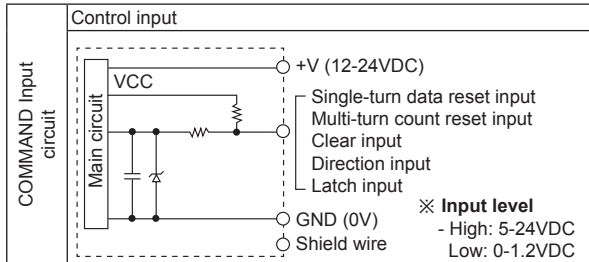 Control input
COMMAND Input
circuit
Main circuit
VCC
+V (12-24VDC)
Single-turn data reset input
Multi-turn count reset input
Clear input
Direction input
Latch input
GND (0V)
Shield wire
※ Input level
- High: 5-24VDC
Low: 0-1.2VDC